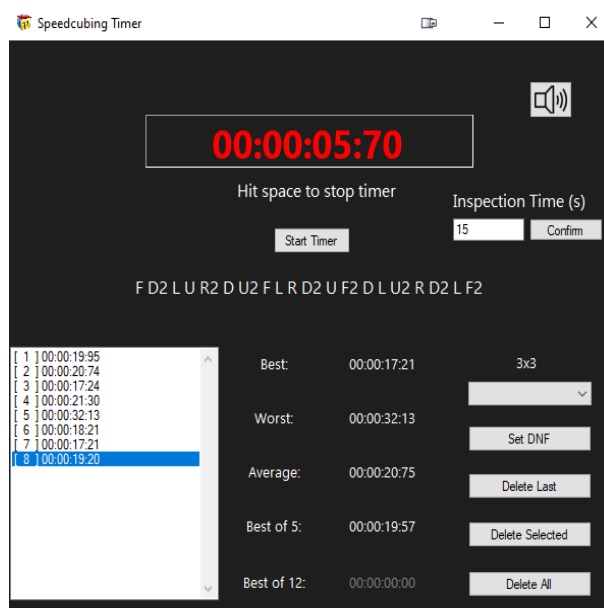 Speedcubing Timer
00:00:05:70
Hit space to stop timer
Inspection Time (s)
15
Confirm
Start Timer
F D2 L U R2 D U2 F L R D2 U F2 D L U2 R D2 L F2
[ 1 ] 00:00:19:95
[ 2 ] 00:00:20:74
[ 3 ] 00:00:17:24
[ 4 ] 00:00:21:30
[ 5 ] 00:00:32:13
[ 6 ] 00:00:18:21
[ 7 ] 00:00:17:21
[ 8 ] 00:00:19:20
Best: 00:00:17:21
Worst: 00:00:32:13
Average: 00:00:20:75
Best of 5: 00:00:19:57
Best of 12: 00:00:00:00
3x3
Set DNF
Delete Last
Delete Selected
Delete All